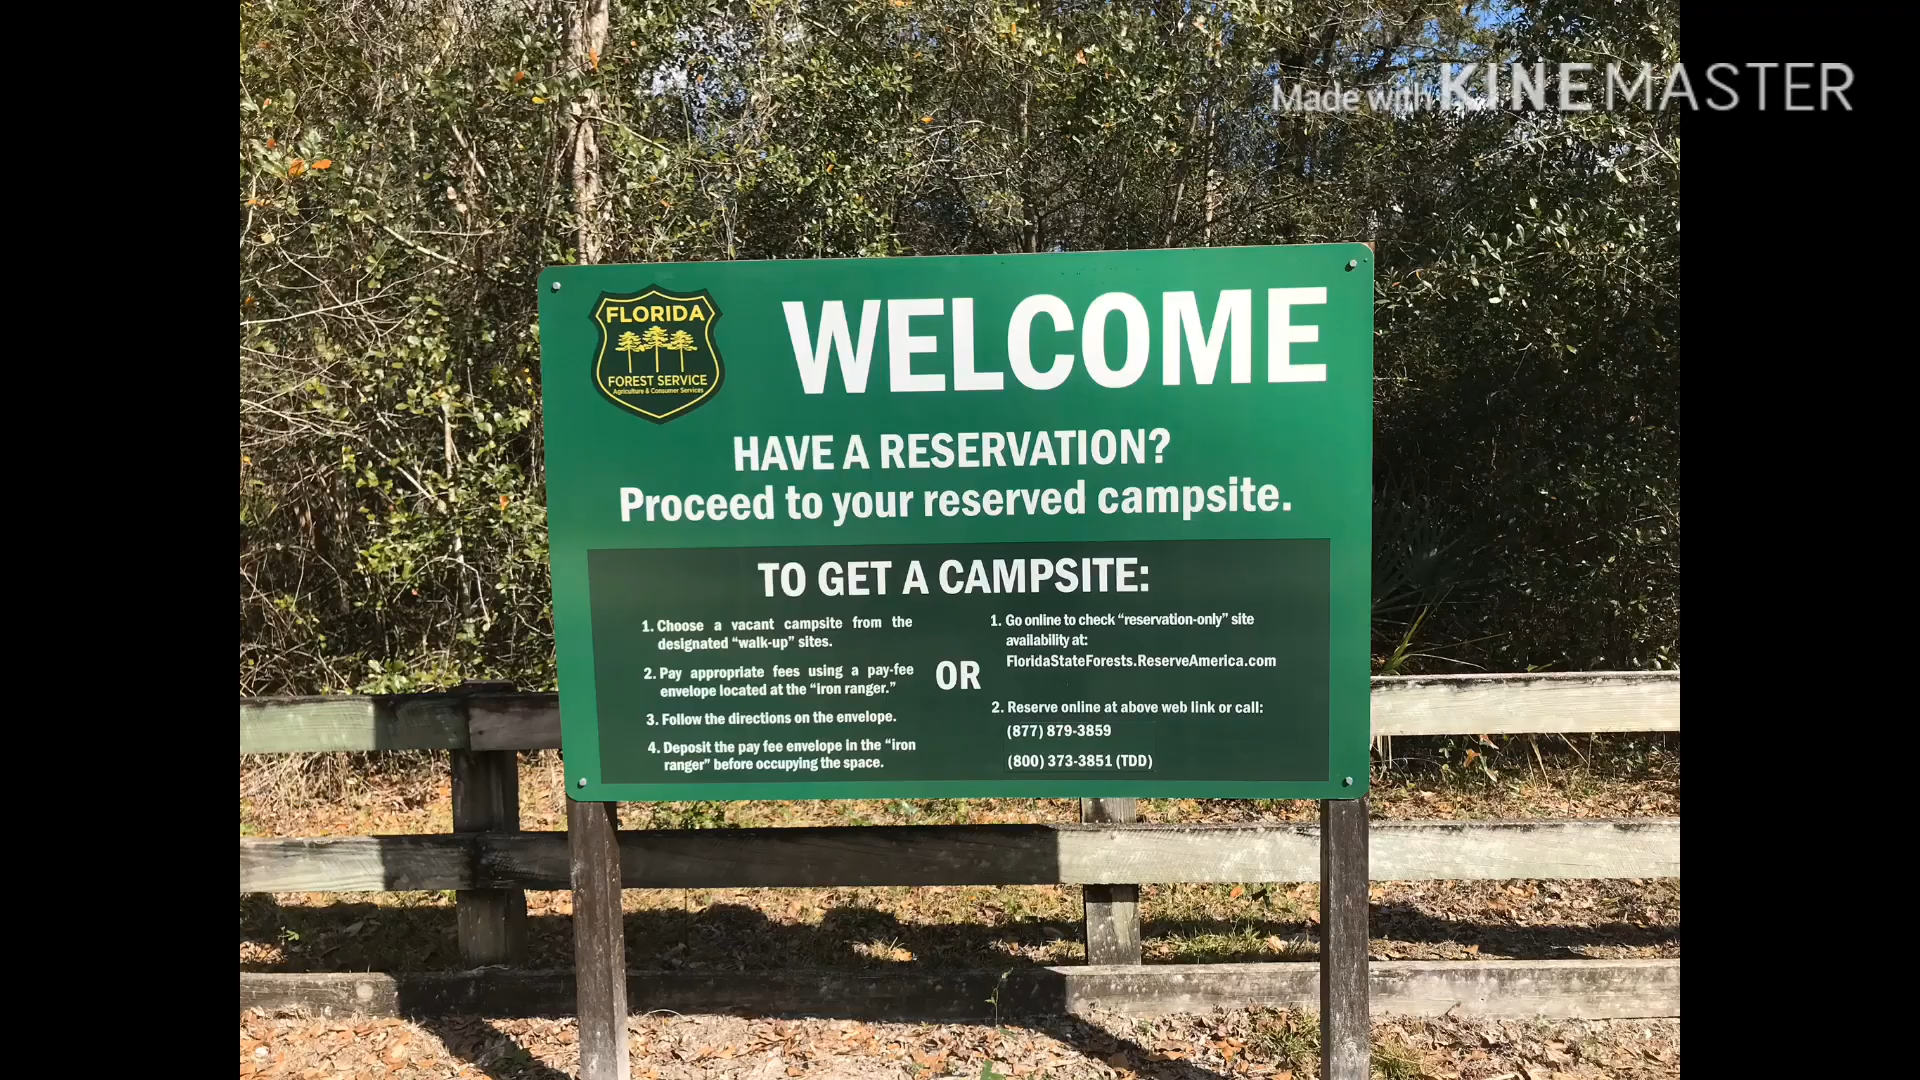 Made with KINEMASTER
FLORIDA
FOREST SERVICE
Agriculture & Consumer Services
WELCOME
HAVE A RESERVATION?
Proceed to your reserved campsite.
TO GET A CAMPSITE:
1. Choose a vacant campsite from the
designated “walk-up” sites.
2. Pay appropriate fees using a pay-fee
envelope located at the “iron ranger.”
3. Follow the directions on the envelope.
4. Deposit the pay fee envelope in the “iron
ranger” before occupying the space.
OR
1. Go online to check “reservation-only” site
availability at:
FloridaStateForests.ReserveAmerica.com
2. Reserve online at above web link or call:
(877) 879-3859
(800) 373-3851 (TDD)